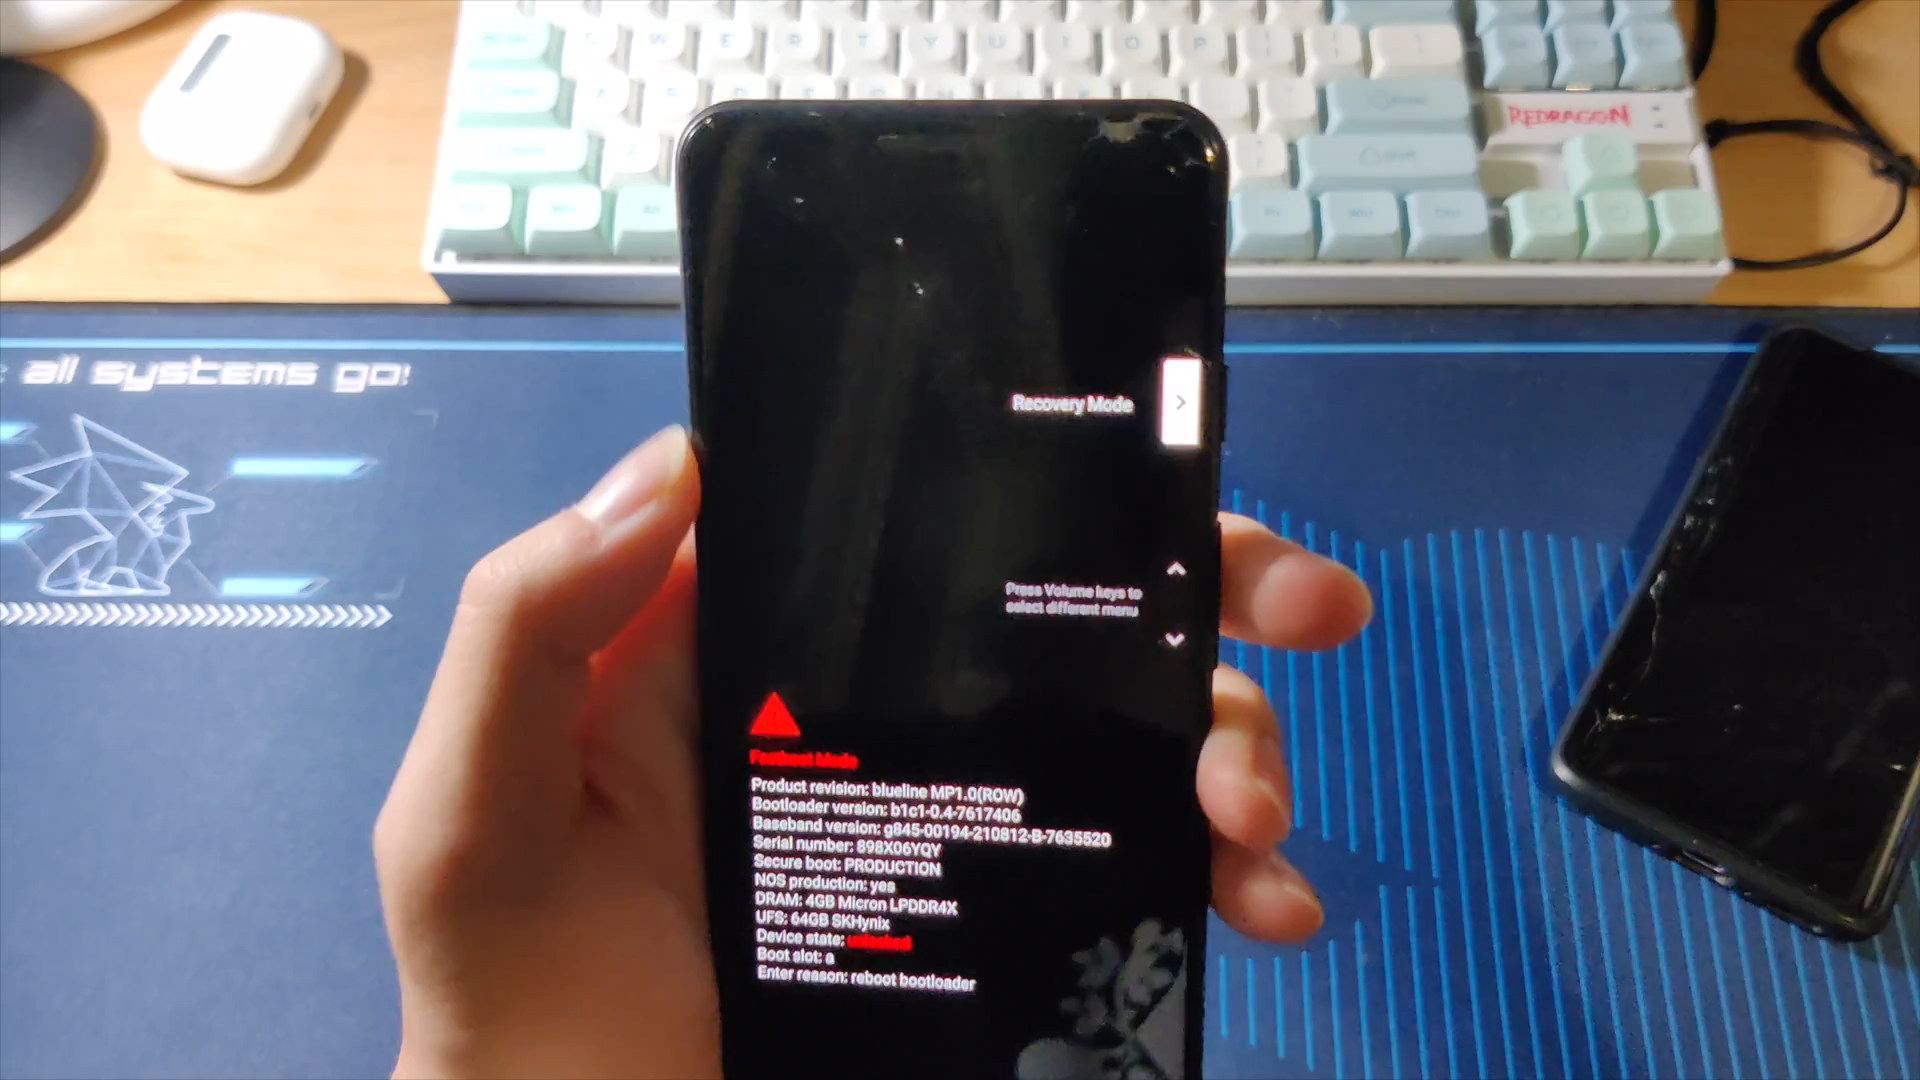 W E R T Y U I O P
REDRAGON
all systems go!
Recovery Mode
Press Volume keys to
select different menu
Fastboot Mode
Product revision: blueline MP1.0(ROW)
Bootloader version: b1c1-0.4-7617406
Baseband version: g845-00194-210812-B-7635520
Serial number: 898X06YQY
Secure boot: PRODUCTION
NOS production: yes
DRAM: 4GB Micron LPDDR4X
UFS: 64GB SKHynix
Device state: unlocked
Boot slot: a
Enter reason: reboot bootloader